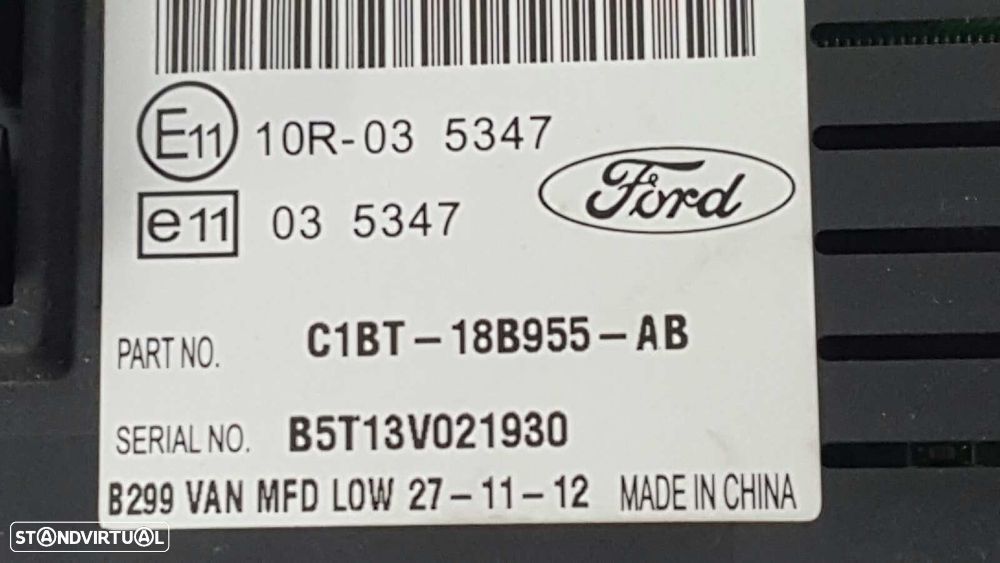 E11 10R-03 5347
Ford
e11 03 5347
PART NO. C1BT-18B955-AB
SERIAL NO. B5T13V021930
B299 VAN MFD LOW 27-11-12 MADE IN CHINA
STANDVIRTUAL